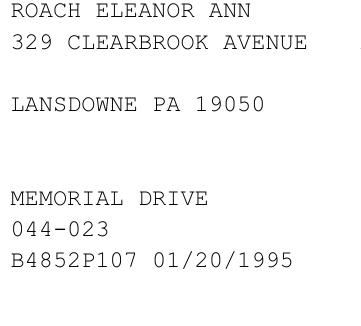 ROACH ELEANOR ANN
329 CLEARBROOK AVENUE
LANSDOWNE PA 19050
MEMORIAL DRIVE
044-023
B4852P107 01/20/1995